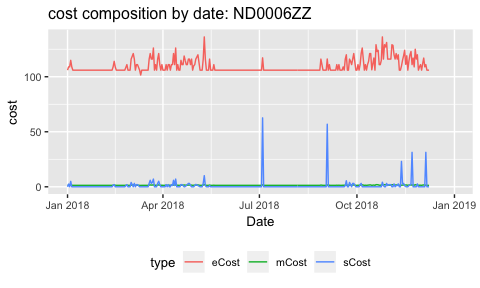 cost composition by date: ND0006ZZ
cost
100
50
0
Jan 2018 Apr 2018 Jul 2018 Oct 2018 Jan 2019
Date
type eCost mCost sCost